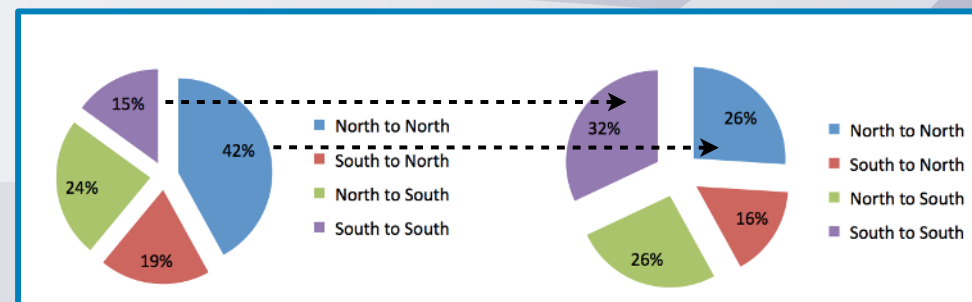 15%
42%
24%
19%
North to North
South to North
North to South
South to South
32%
26%
16%
26%
North to North
South to North
North to South
South to South